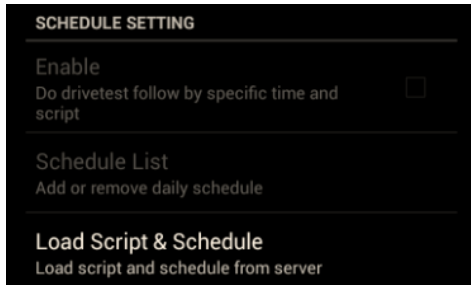 SCHEDULE SETTING
Enable
Do drivetest follow by specific time and
script
Schedule List
Add or remove daily schedule
Load Script & Schedule
Load script and schedule from server